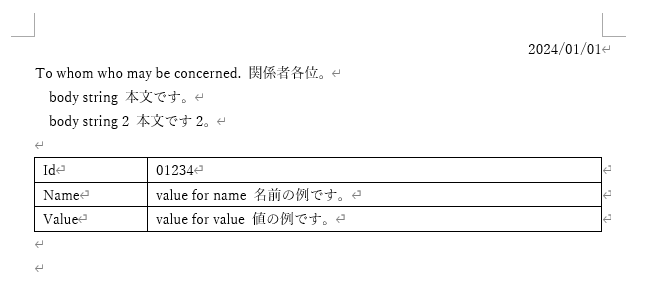 2024/01/01
To whom who may be concerned. 関係者各位。
body string 本文です。
body string 2 本文です 2。
Id 01234
Name value for name 名前の例です。
Value value for value 値の例です。